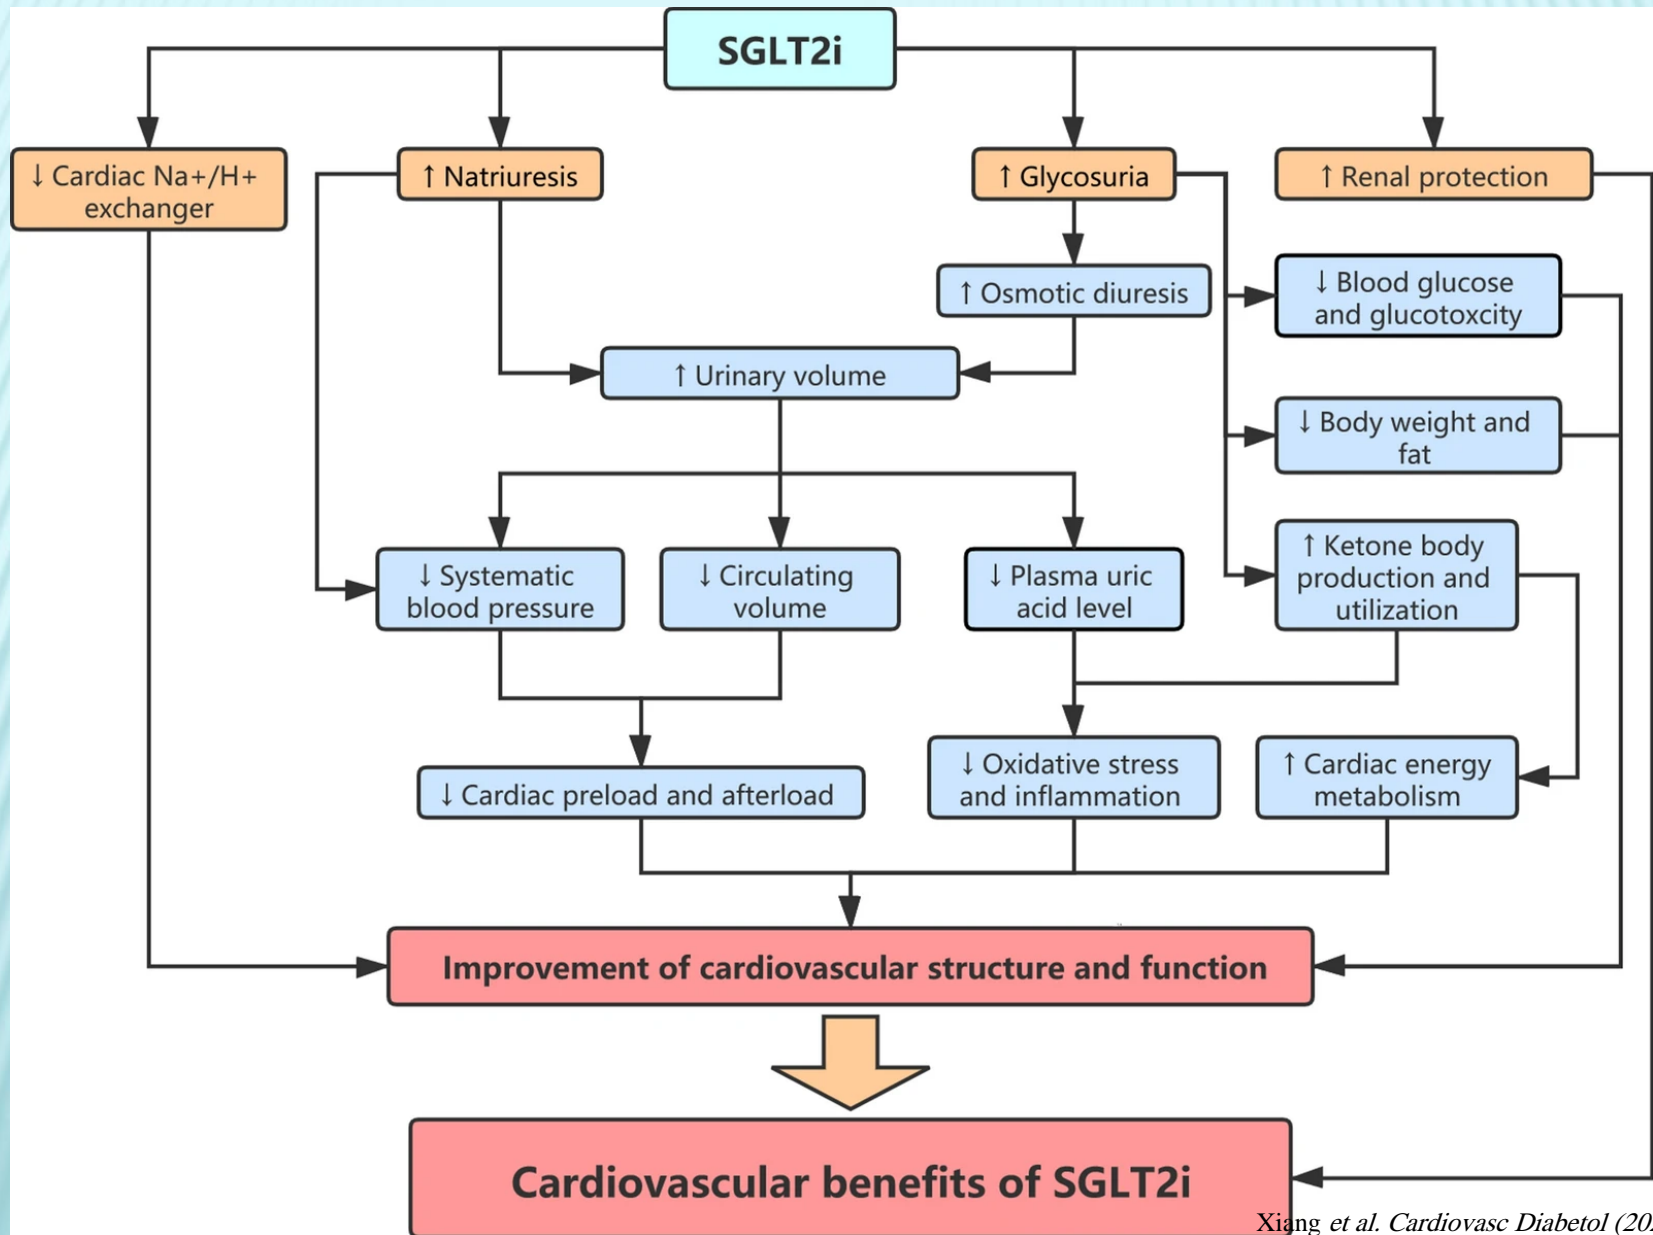 SGLT2i
↓ Cardiac Na+/H+
exchanger
↑ Natriuresis
↑ Glycosuria
↑ Renal protection
↑ Osmotic diuresis
↓ Blood glucose
and glucotoxcity
↑ Urinary volume
↓ Body weight and
fat
↓ Systematic
blood pressure
↓ Circulating
volume
↓ Plasma uric
acid level
↑ Ketone body
production and
utilization
↓ Cardiac preload and afterload
↓ Oxidative stress
and inflammation
↑ Cardiac energy
metabolism
Improvement of cardiovascular structure and function
Cardiovascular benefits of SGLT2i
Xiang et al. Cardiovasc Diabetol